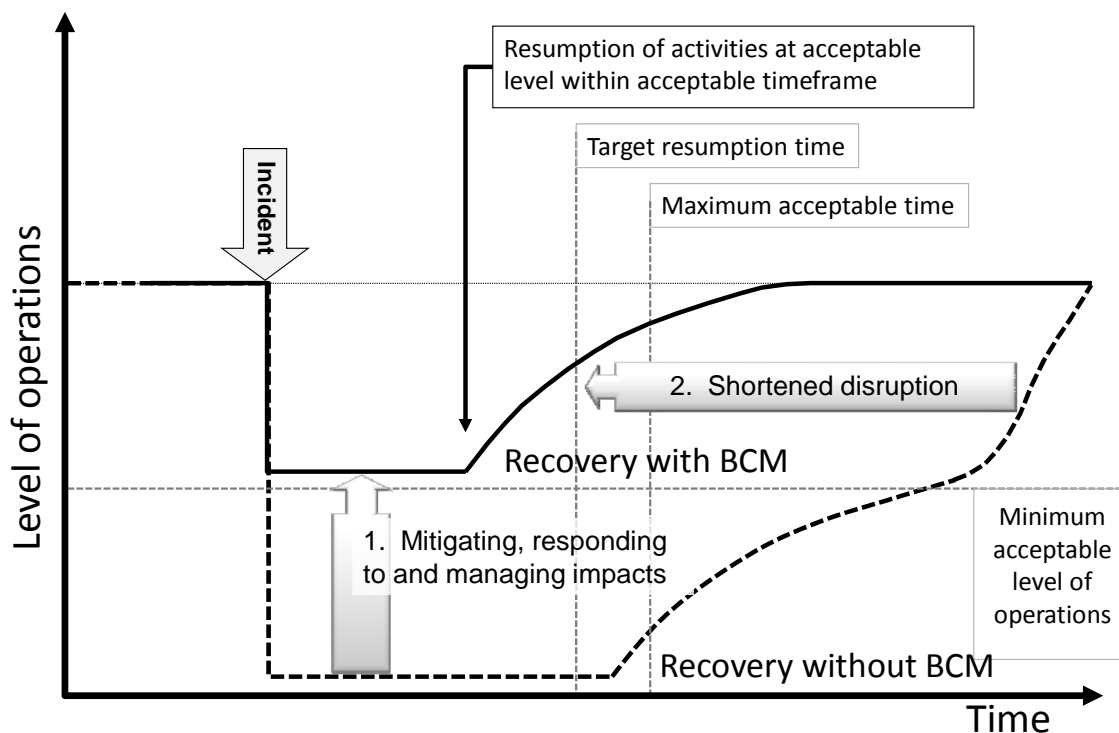 Resumption of activities at acceptable
level within acceptable timeframe
Target resumption time
Incident
Maximum acceptable time
Level of operations
2. Shortened disruption
Recovery with BCM
1. Mitigating, responding
to and managing impacts
Minimum
acceptable
level of
operations
Recovery without BCM
Time